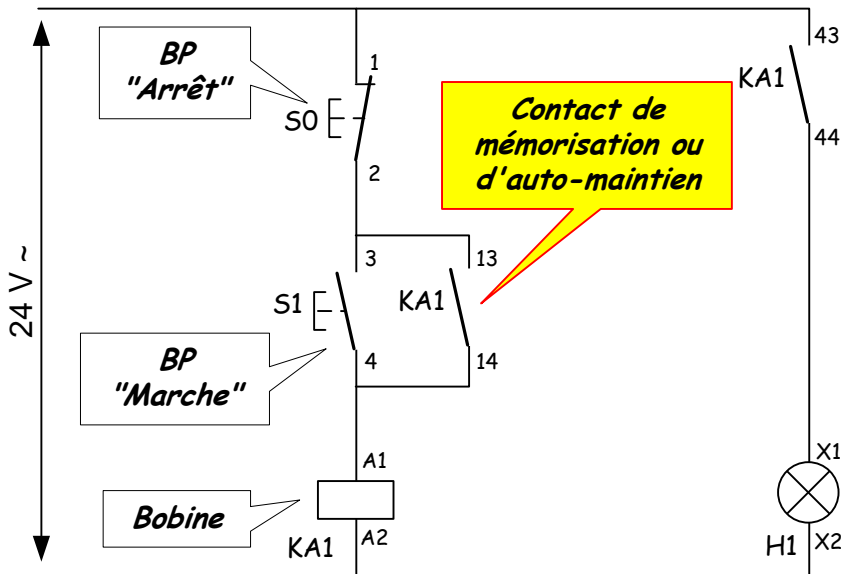 BP
"Arrêt"
1
S0
2
43
KA1
44
Contact de
mémorisation ou
d'auto-maintien
24 V ~
3
13
S1
KA1
4
14
BP
"Marche"
A1
Bobine
KA1
A2
X1
H1
X2